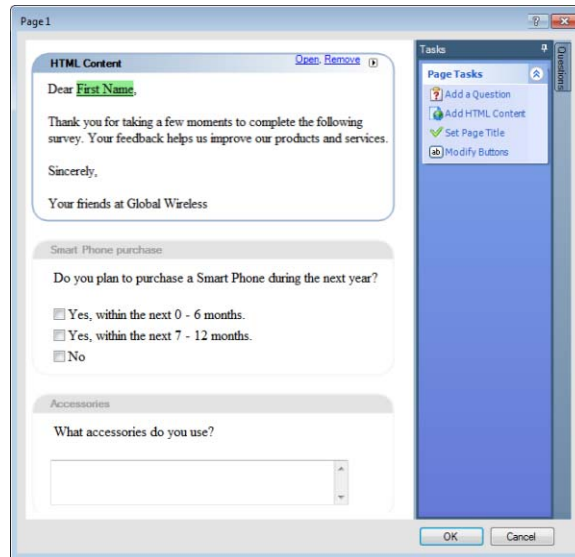 Page 1
HTML Content
Open, Remove
Dear First Name,
Thank you for taking a few moments to complete the following
survey. Your feedback helps us improve our products and services.
Sincerely,
Your friends at Global Wireless
Smart Phone purchase
Do you plan to purchase a Smart Phone during the next year?
Yes, within the next 0 - 6 months.
Yes, within the next 7 - 12 months.
No
Accessories
What accessories do you use?
Tasks
Page Tasks
? Add a Question
Add HTML Content
Set Page Title
ab Modify Buttons
Questions
OK
Cancel